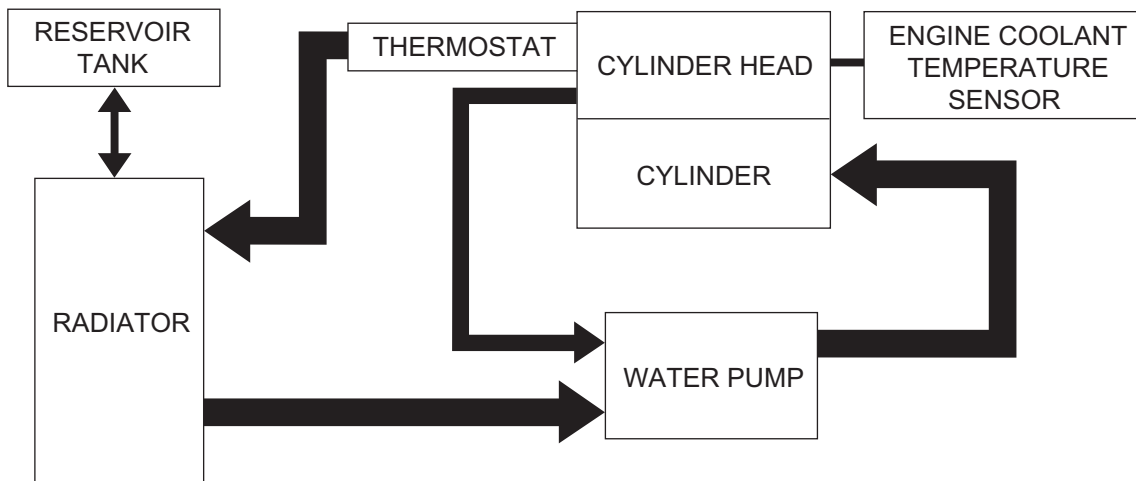 RESERVOIR
TANK
THERMOSTAT
CYLINDER HEAD
ENGINE COOLANT
TEMPERATURE
SENSOR
CYLINDER
RADIATOR
WATER PUMP